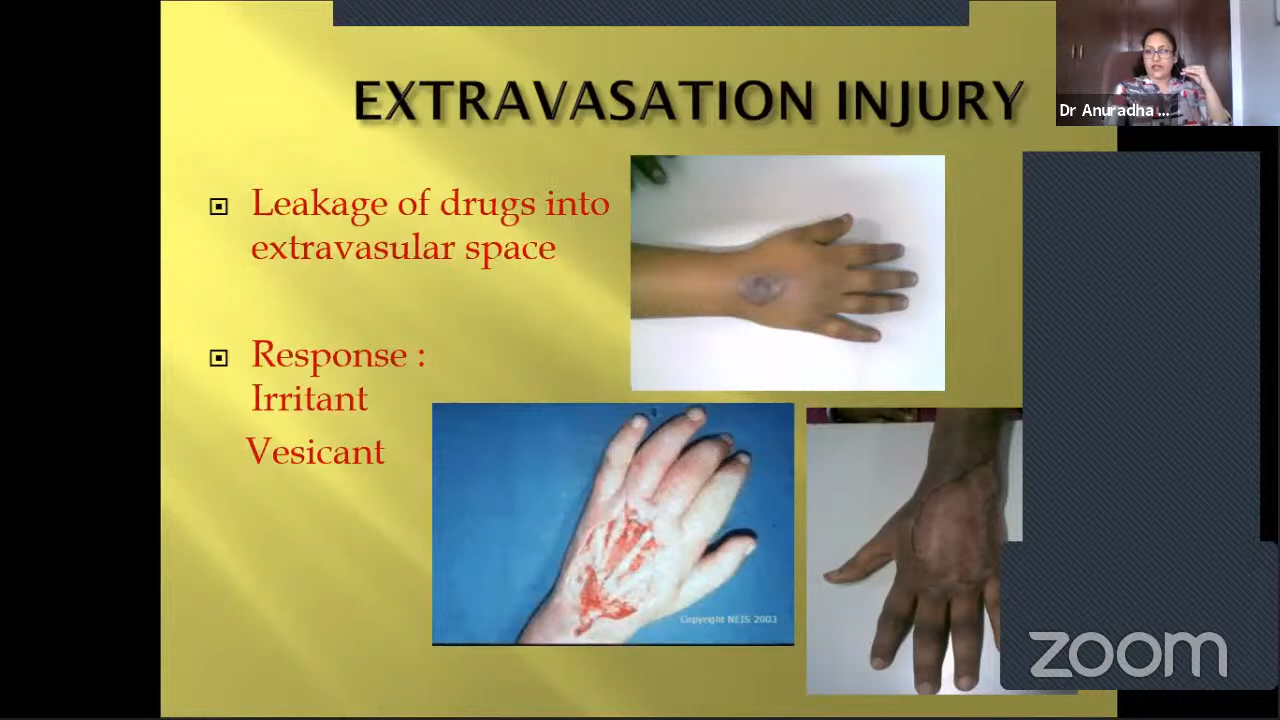 EXTRAVASATION INJURY
Dr Anuradha ...
Leakage of drugs into
extravasular space
Response :
Irritant
Vesicant
Copyright NEIS 2003
zoom